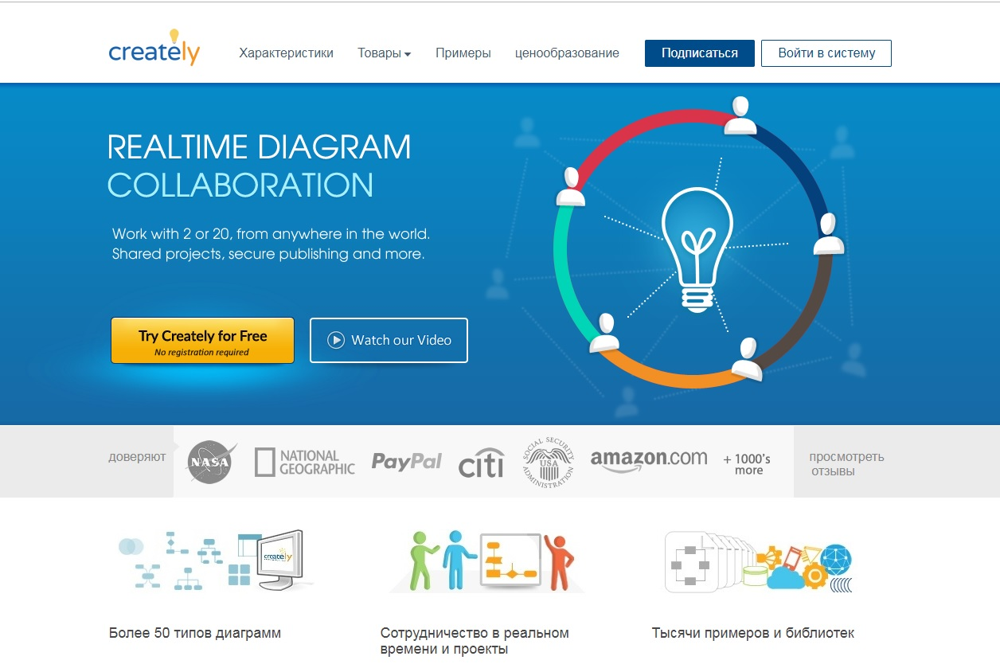 creately
Характеристики
Товары
Примеры
ценообразование
Подписаться
Войти в систему
REALTIME DIAGRAM
COLLABORATION
Work with 2 or 20, from anywhere in the world.
Shared projects, secure publishing and more.
Try Creately for Free
No registration required
Watch our Video
доверяют
NASA
NATIONAL
GEOGRAPHIC
PayPal
citi
SOCIAL SECURITY
USA
ADMINISTRATION
amazon.com
+ 1000's
more
просмотреть
отзывы
creately
Более 50 типов диаграмм
Сотрудничество в реальном
времени и проекты
Тысячи примеров и библиотек